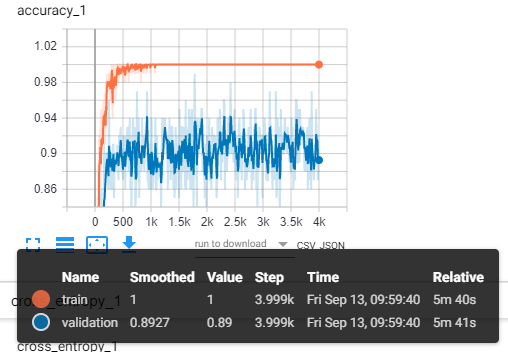 accuracy_1
1.02
0.98
0.94
0.9
0.86
0 500 1k 1.5k 2k 2.5k 3k 3.5k 4k
run to download CSV JSON
Name Smoothed Value Step Time Relative
cross_entropy_1
train 1 1 3.999k Fri Sep 13, 09:59:40 5m 40s
validation 0.8927 0.89 3.999k Fri Sep 13, 09:59:40 5m 41s
cross_entropy_1